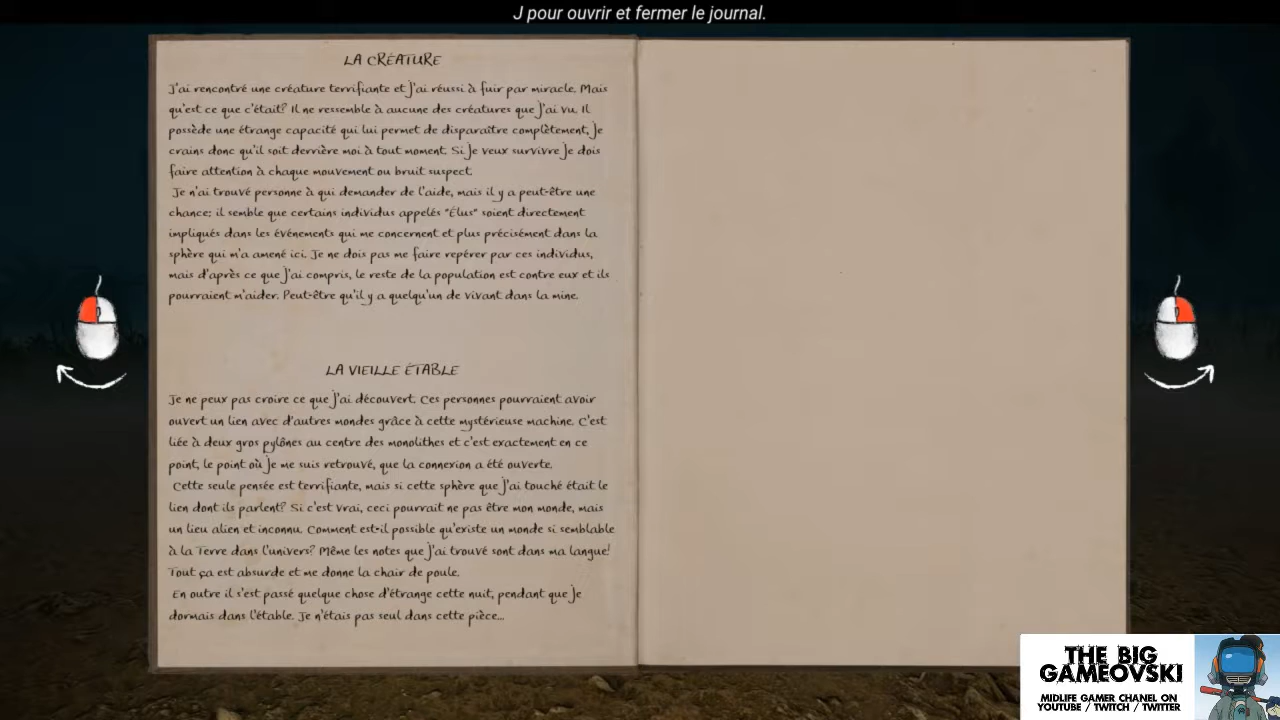 J pour ouvrir et fermer le journal.
LA CRÉATURE
J'ai rencontré une créature terrifiante et j'ai réussi à fuir par miracle. Mais
qu'est ce que c'était? Il ne ressemble à aucune des créatures que j'ai vu. Il
possède une étrange capacité qui lui permet de disparaître complètement, je
crains donc qu'il soit derrière moi à tout moment. Si je veux survivre je dois
faire attention à chaque mouvement ou bruit suspect.
Je n'ai trouvé personne à qui demander de l'aide, mais il y a peut-être une
chance; il semble que certains individus appelés "Élus" soient directement
impliqués dans les événements qui me concernent et plus précisément dans la
sphère qui m'a amené ici. Je ne dois pas me faire repérer par ces individus,
mais d'après ce que j'ai compris, le reste de la population est contre eux et ils
pourraient m'aider. Peut-être qu'il y a quelqu'un de vivant dans la mine.
LA VIEILLE ÉTABLE
Je ne peux pas croire ce que j'ai découvert. Ces personnes pourraient avoir
ouvert un lien avec d'autres mondes grâce à cette mystérieuse machine. C'est
liée à deux gros pylônes au centre des monolithes et c'est exactement en ce
point, le point où je me suis retrouvé, que la connexion a été ouverte.
Cette seule pensée est terrifiante, mais si cette sphère que j'ai touché était le
lien dont ils parlent? Si c'est vrai, ceci pourrait ne pas être mon monde, mais
un lieu alien et inconnu. Comment est-il possible qu'existe un monde si semblable
à la Terre dans l'univers? Même les notes que j'ai trouvé sont dans ma langue!
Tout ça est absurde et me donne la chair de poule.
En outre il s'est passé quelque chose d'étrange cette nuit, pendant que je
dormais dans l'étable. Je n'étais pas seul dans cette pièce...
THE BIG
GAMEOVSKI
MIDLIFE GAMER CHANEL ON
YOUTUBE / TWITCH / TWITTER